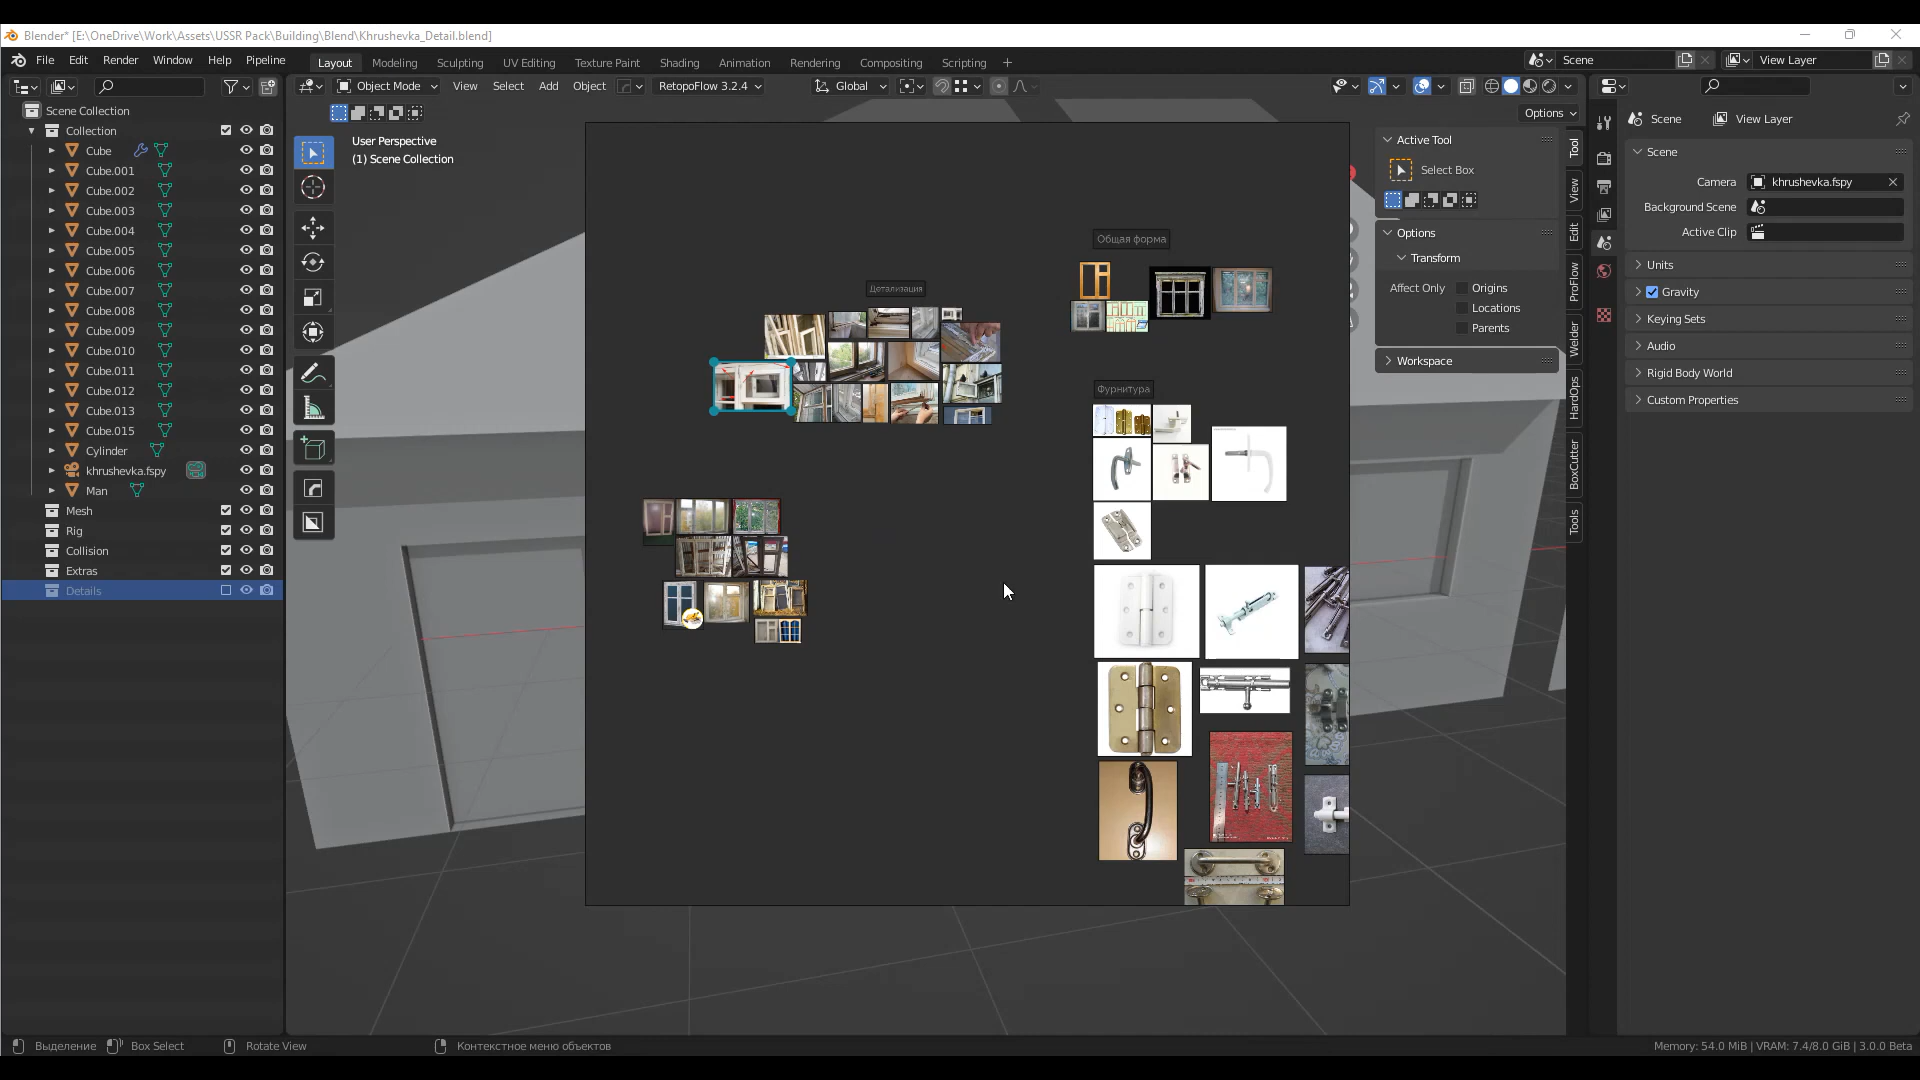 Blender* [E:\OneDrive\Work\Assets\USSR Pack\Building\Blend\Khrushevka_Detail.blend]
File Edit Render Window Help Pipeline
Layout Modeling Sculpting UV Editing Texture Paint Shading Animation Rendering Compositing Scripting +
Scene
View Layer
Object Mode View Select Add Object RetopoFlow 3.2.4 Global
Options
Scene Collection
Collection
Cube
Cube.001
Cube.002
Cube.003
Cube.004
Cube.005
Cube.006
Cube.007
Cube.008
Cube.009
Cube.010
Cube.011
Cube.012
Cube.013
Cube.015
Cylinder
khrushevka.fspy
Man
Mesh
Rig
Collision
Extras
Details
User Perspective
(1) Scene Collection
Общая форма
Детализация
Фурнитура
Active Tool
Select Box
Options
Transform
Affect Only Origins
Locations
Parents
Workspace
Tool
View
Edit
ProFlow
Welder
HardOps
BoxCutter
Tools
Scene View Layer
Scene
Camera khrushevka.fspy
Background Scene
Active Clip
Units
Gravity
Keying Sets
Audio
Rigid Body World
Custom Properties
Выделение Box Select Rotate View Контекстное меню объектов
Memory: 54.0 MiB | VRAM: 7.4/8.0 GiB | 3.0.0 Beta